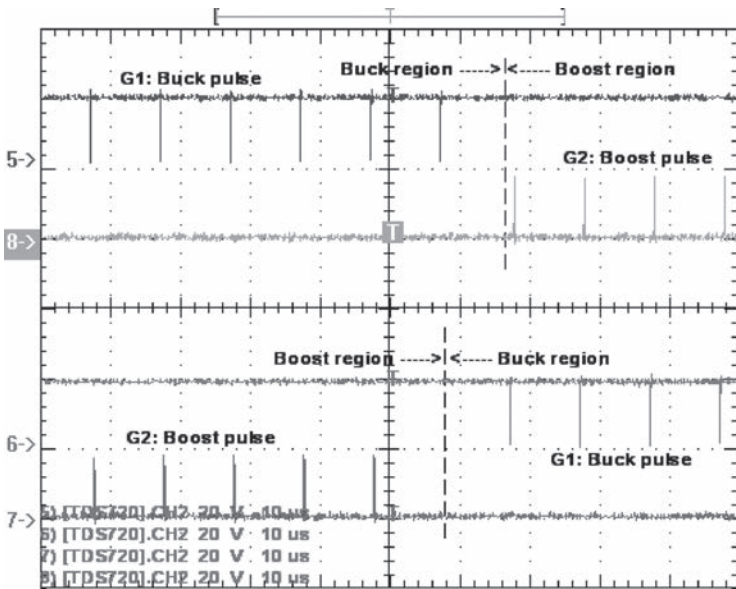 G1: Buck pulse
Buck region ----->
<----- Boost region
5->
G2: Boost pulse
8->
T
Boost region ---->
<----- Buck region
6->
G2: Boost pulse
G1: Buck pulse
7->
5) [TDS720].CH2 20 V 10 us
6) [TDS720].CH2 20 V 10 us
7) [TDS720].CH2 20 V 10 us
8) [TDS720].CH2 20 V 10 us